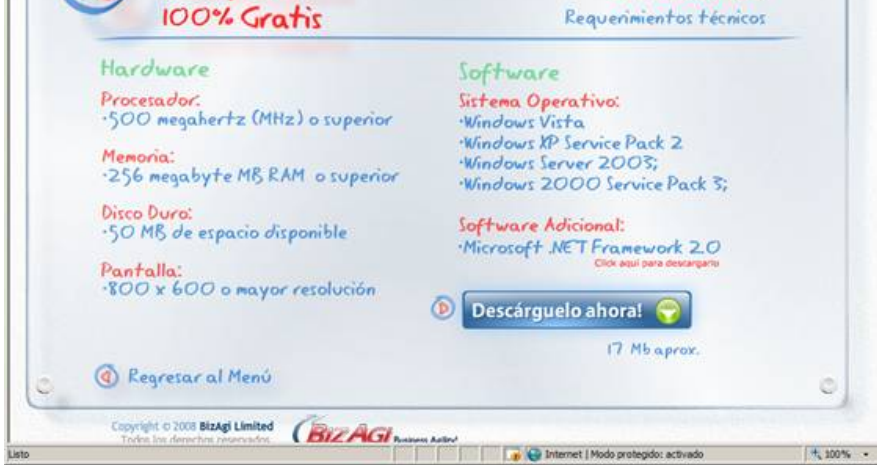 100% Gratis
Requerimientos técnicos
Hardware
Procesador:
·500 megahertz (MHz) o superior
Memoria:
·256 megabyte MB RAM o superior
Disco Duro:
·50 MB de espacio disponible
Pantalla:
·800 x 600 o mayor resolución
Software
Sistema Operativo:
·Windows Vista
·Windows XP Service Pack 2
·Windows Server 2003;
·Windows 2000 Service Pack 3;
Software Adicional:
·Microsoft .NET Framework 2.0
Click aqui para descargarlo
Descárguelo ahora!
17 Mb aprox.
Regresar al Menú
Copyright © 2008 BizAgi Limited
Todos los derechos reservados
BIZAGI Business Agility!
Listo
Internet | Modo protegido: activado
100%